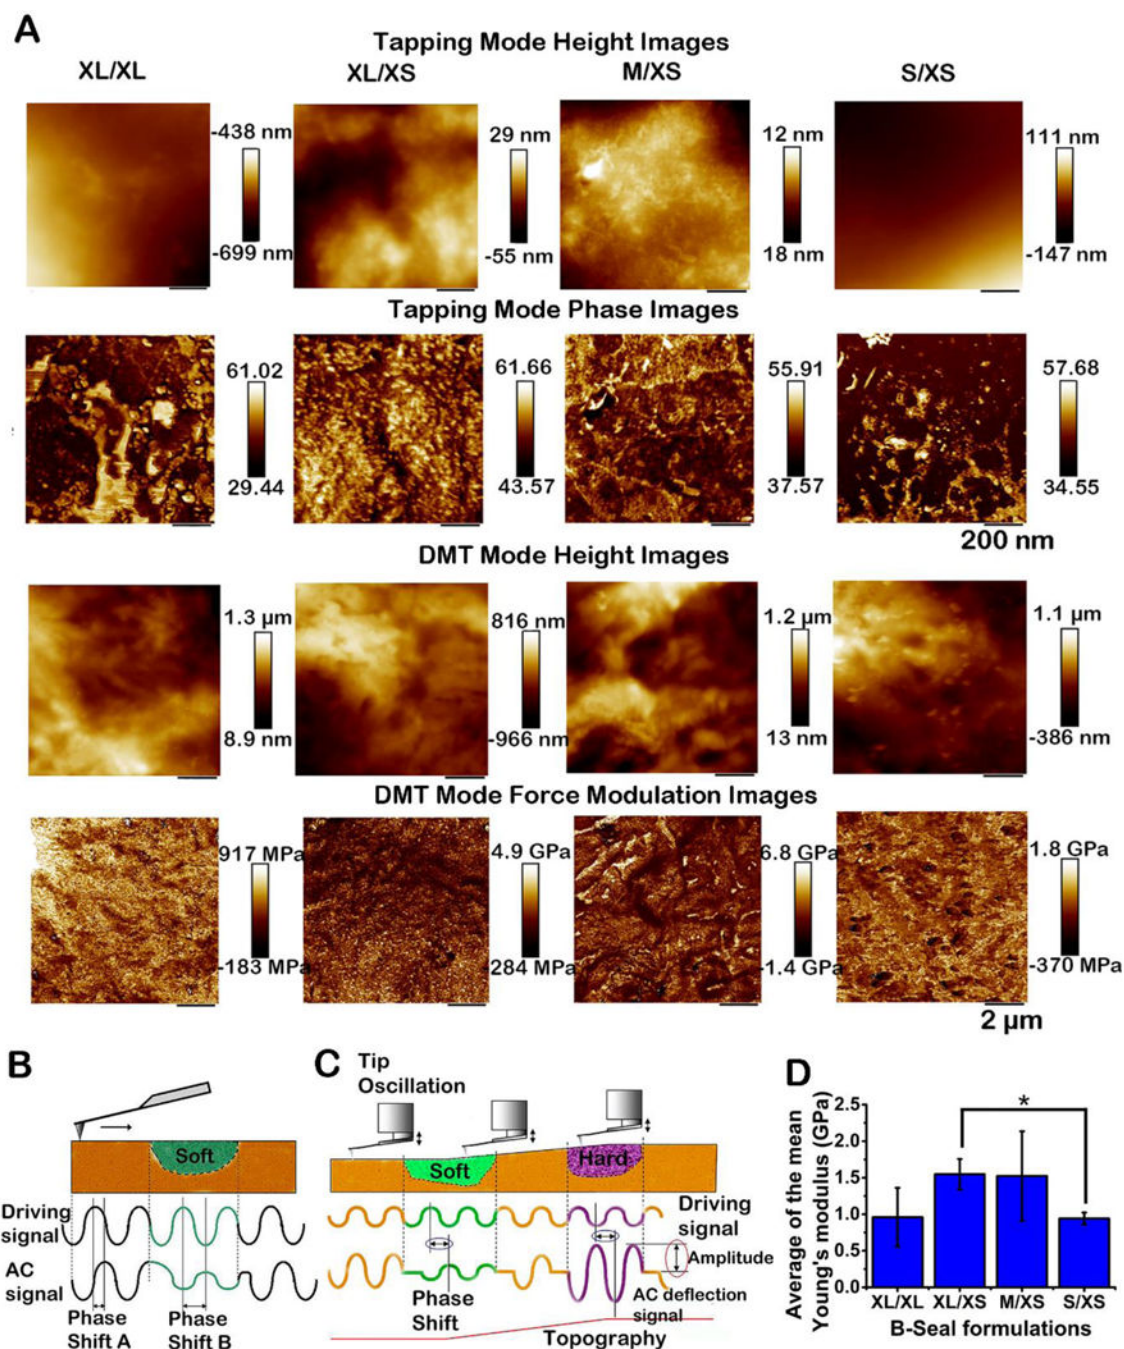 A
Tapping Mode Height Images
XL/XL XL/XS M/XS S/XS
-438 nm 29 nm 12 nm 111 nm
-699 nm -55 nm 18 nm -147 nm
Tapping Mode Phase Images
61.02 61.66 55.91 57.68
29.44 43.57 37.57 34.55
200 nm
DMT Mode Height Images
1.3 µm 816 nm 1.2 µm 1.1 µm
8.9 nm -966 nm 13 nm -386 nm
DMT Mode Force Modulation Images
917 MPa 4.9 GPa 6.8 GPa 1.8 GPa
-183 MPa 284 MPa -1.4 GPa -370 MPa
2 µm
B
Soft
Driving
signal
AC
signal
Phase
Shift A
Phase
Shift B
C
Tip
Oscillation
Soft
Hard
Driving
signal
Amplitude
Phase
Shift
AC deflection
signal
Topography
D
Average of the mean
Young's modulus (GPa)
2.5
2.0
1.5
1.0
0.5
0.0
*
XL/XL XL/XS M/XS S/XS
B-Seal formulations